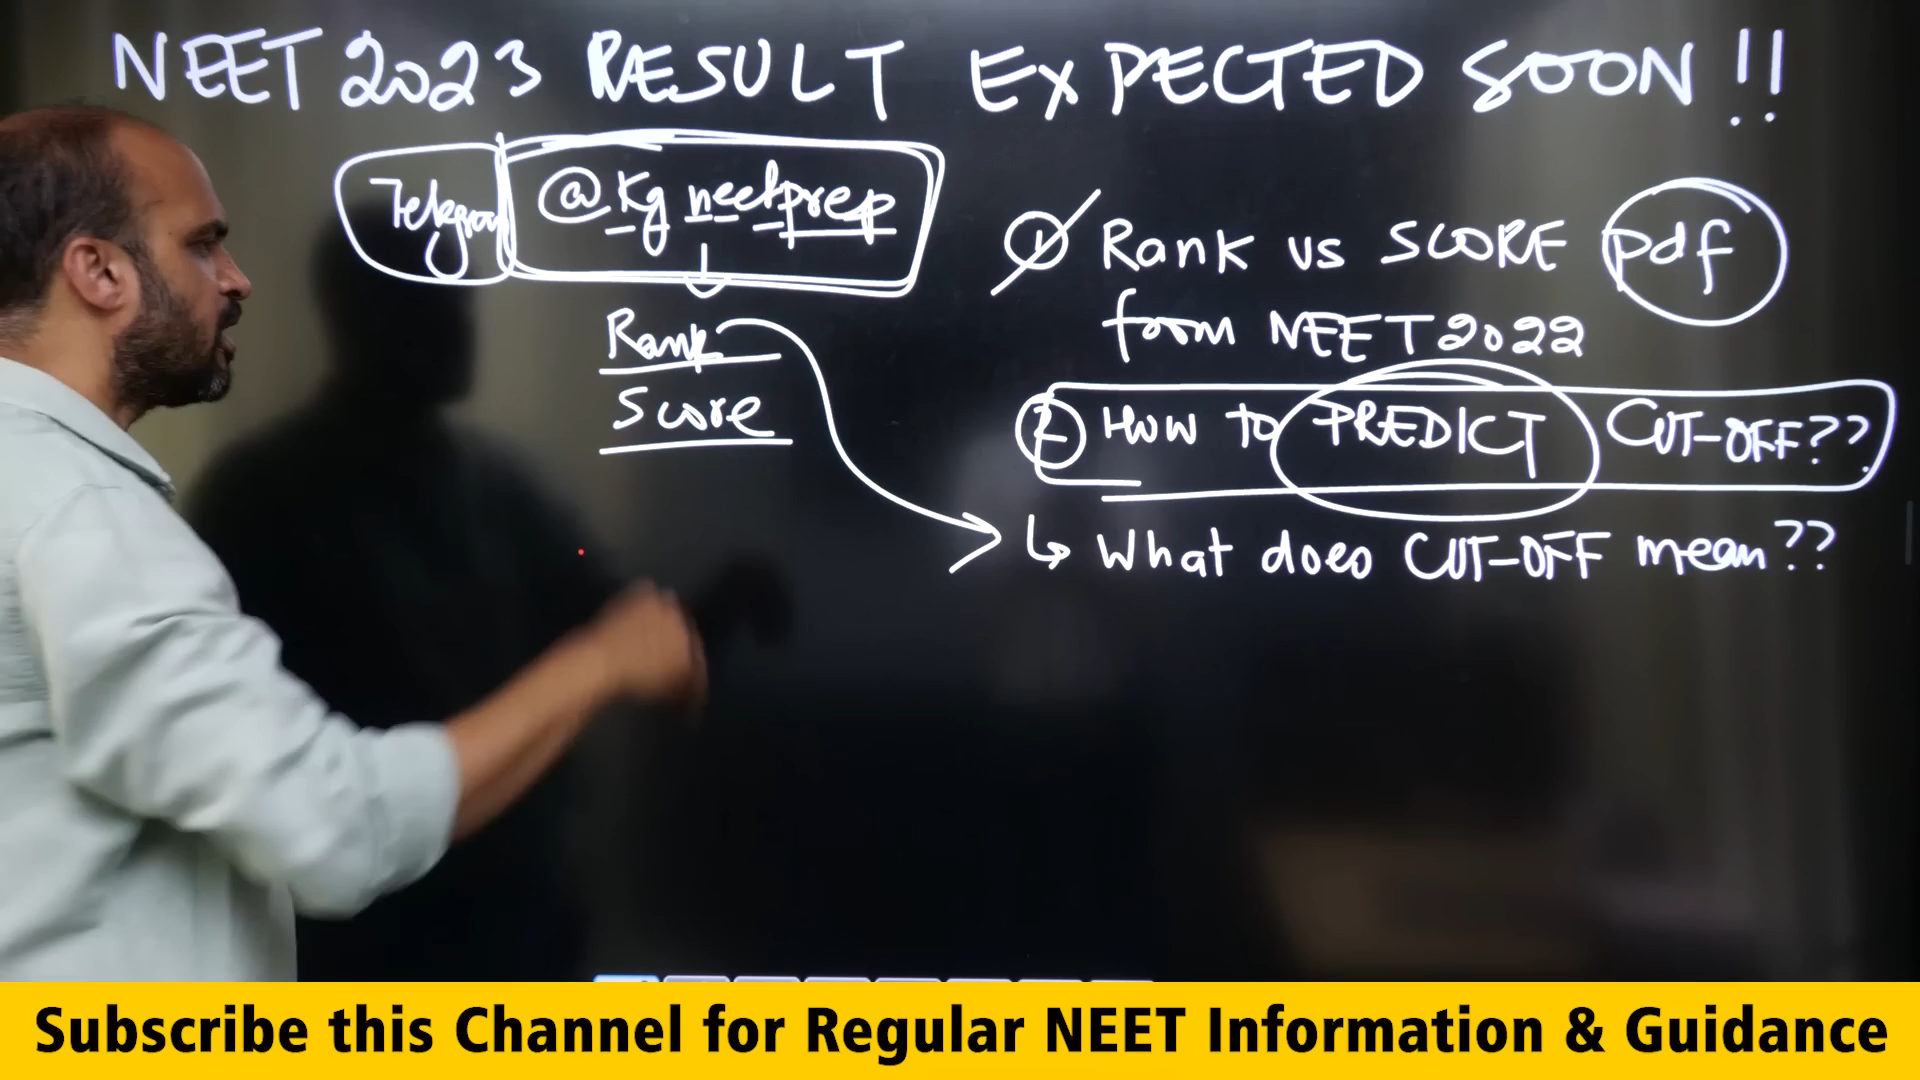 NEET 2023 RESULT EXPECTED SOON!!
Telegram @Kg neetprep
Rank
Score
1 Rank vs SCORE pdf
from NEET 2022
2 HOW TO PREDICT CUT-OFF??
↳ What does CUT-OFF mean??
Subscribe this Channel for Regular NEET Information & Guidance